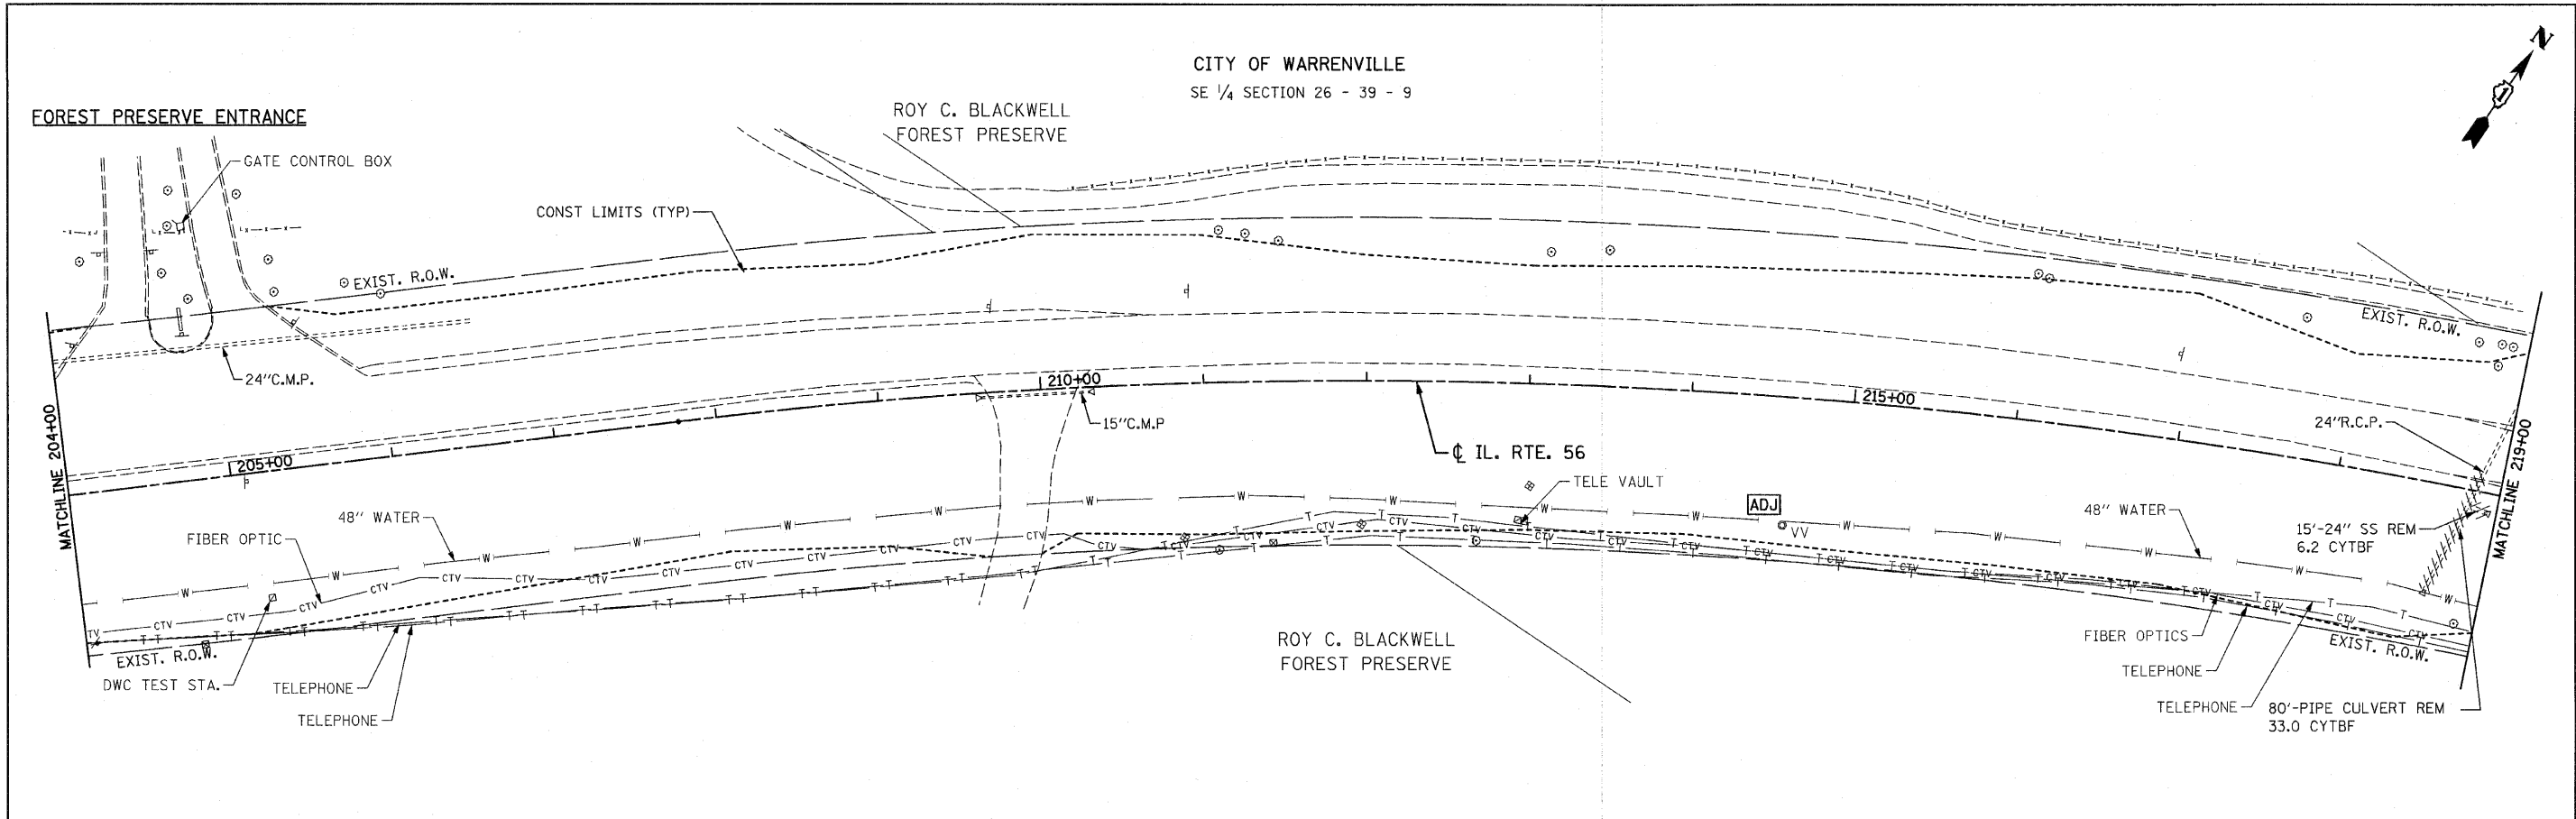 CITY OF WARRENVILLE
SE 1/4 SECTION 26 - 39 - 9
N
1
FOREST PRESERVE ENTRANCE
ROY C. BLACKWELL
FOREST PRESERVE
GATE CONTROL BOX
CONST LIMITS (TYP)
EXIST. R.O.W.
EXIST. R.O.W.
24"C.M.P.
210+00
15"C.M.P
215+00
24"R.C.P.
MATCHLINE 204+00
205+00
℄ IL. RTE. 56
MATCHLINE 219+00
TELE VAULT
ADJ
VV
48" WATER
FIBER OPTIC
48" WATER
15'-24" SS REM
6.2 CYTBF
EXIST. R.O.W.
DWC TEST STA.
TELEPHONE
TELEPHONE
ROY C. BLACKWELL
FOREST PRESERVE
FIBER OPTICS
EXIST. R.O.W.
TELEPHONE
TELEPHONE
80'-PIPE CULVERT REM
33.0 CYTBF